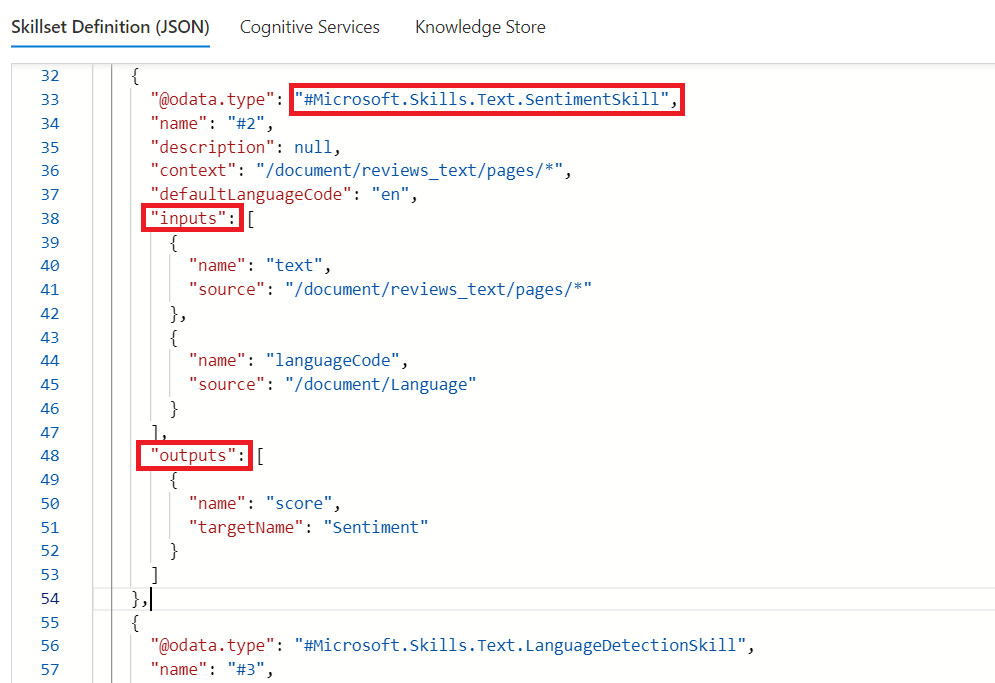 Skillset Definition (JSON) Cognitive Services Knowledge Store
32 {
33 "@odata.type": "#Microsoft.Skills.Text.SentimentSkill",
34 "name": "#2",
35 "description": null,
36 "context": "/document/reviews_text/pages/*",
37 "defaultLanguageCode": "en",
38 "inputs": [
39 {
40 "name": "text",
41 "source": "/document/reviews_text/pages/*"
42 },
43 {
44 "name": "languageCode",
45 "source": "/document/Language"
46 }
47 ],
48 "outputs": [
49 {
50 "name": "score",
51 "targetName": "Sentiment"
52 }
53 ]
54 },
55 {
56 "@odata.type": "#Microsoft.Skills.Text.LanguageDetectionSkill",
57 "name": "#3",